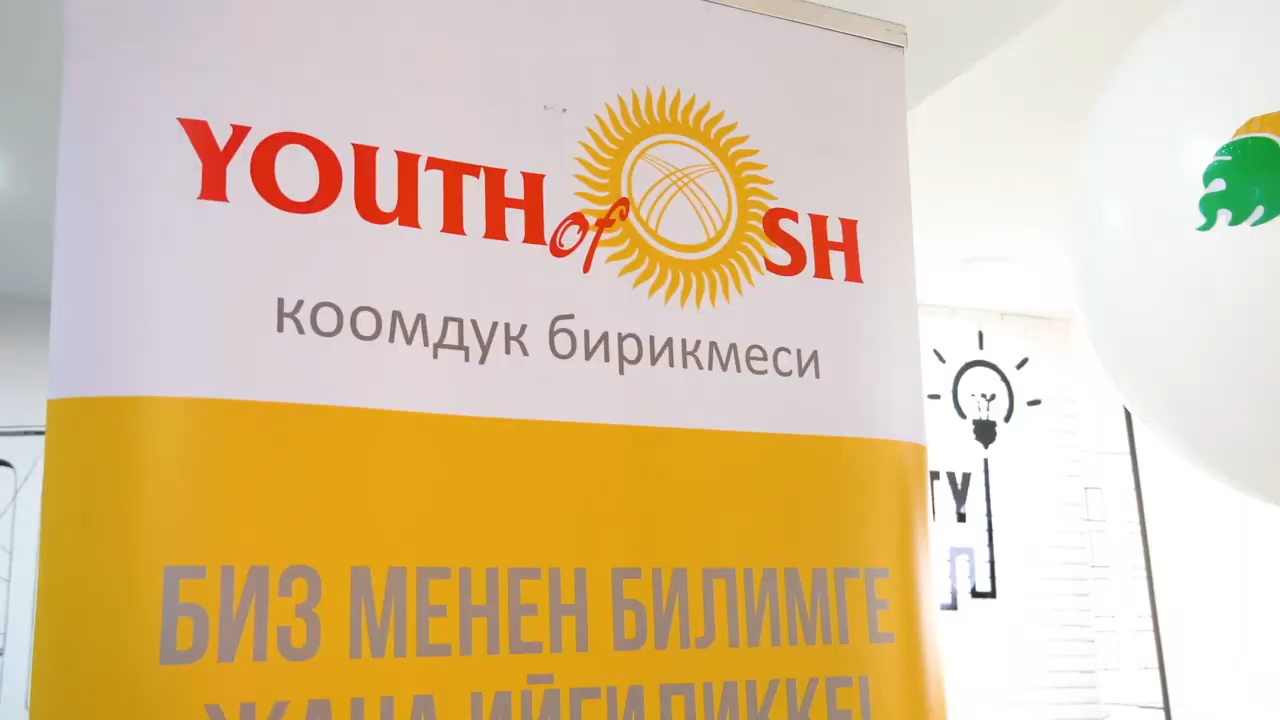 YOUTH of OSH
коомдук бирикмеси
БИЗ МЕНЕН БИЛИМГЕ
ЖАНА ИЙГИЛИККЕ!